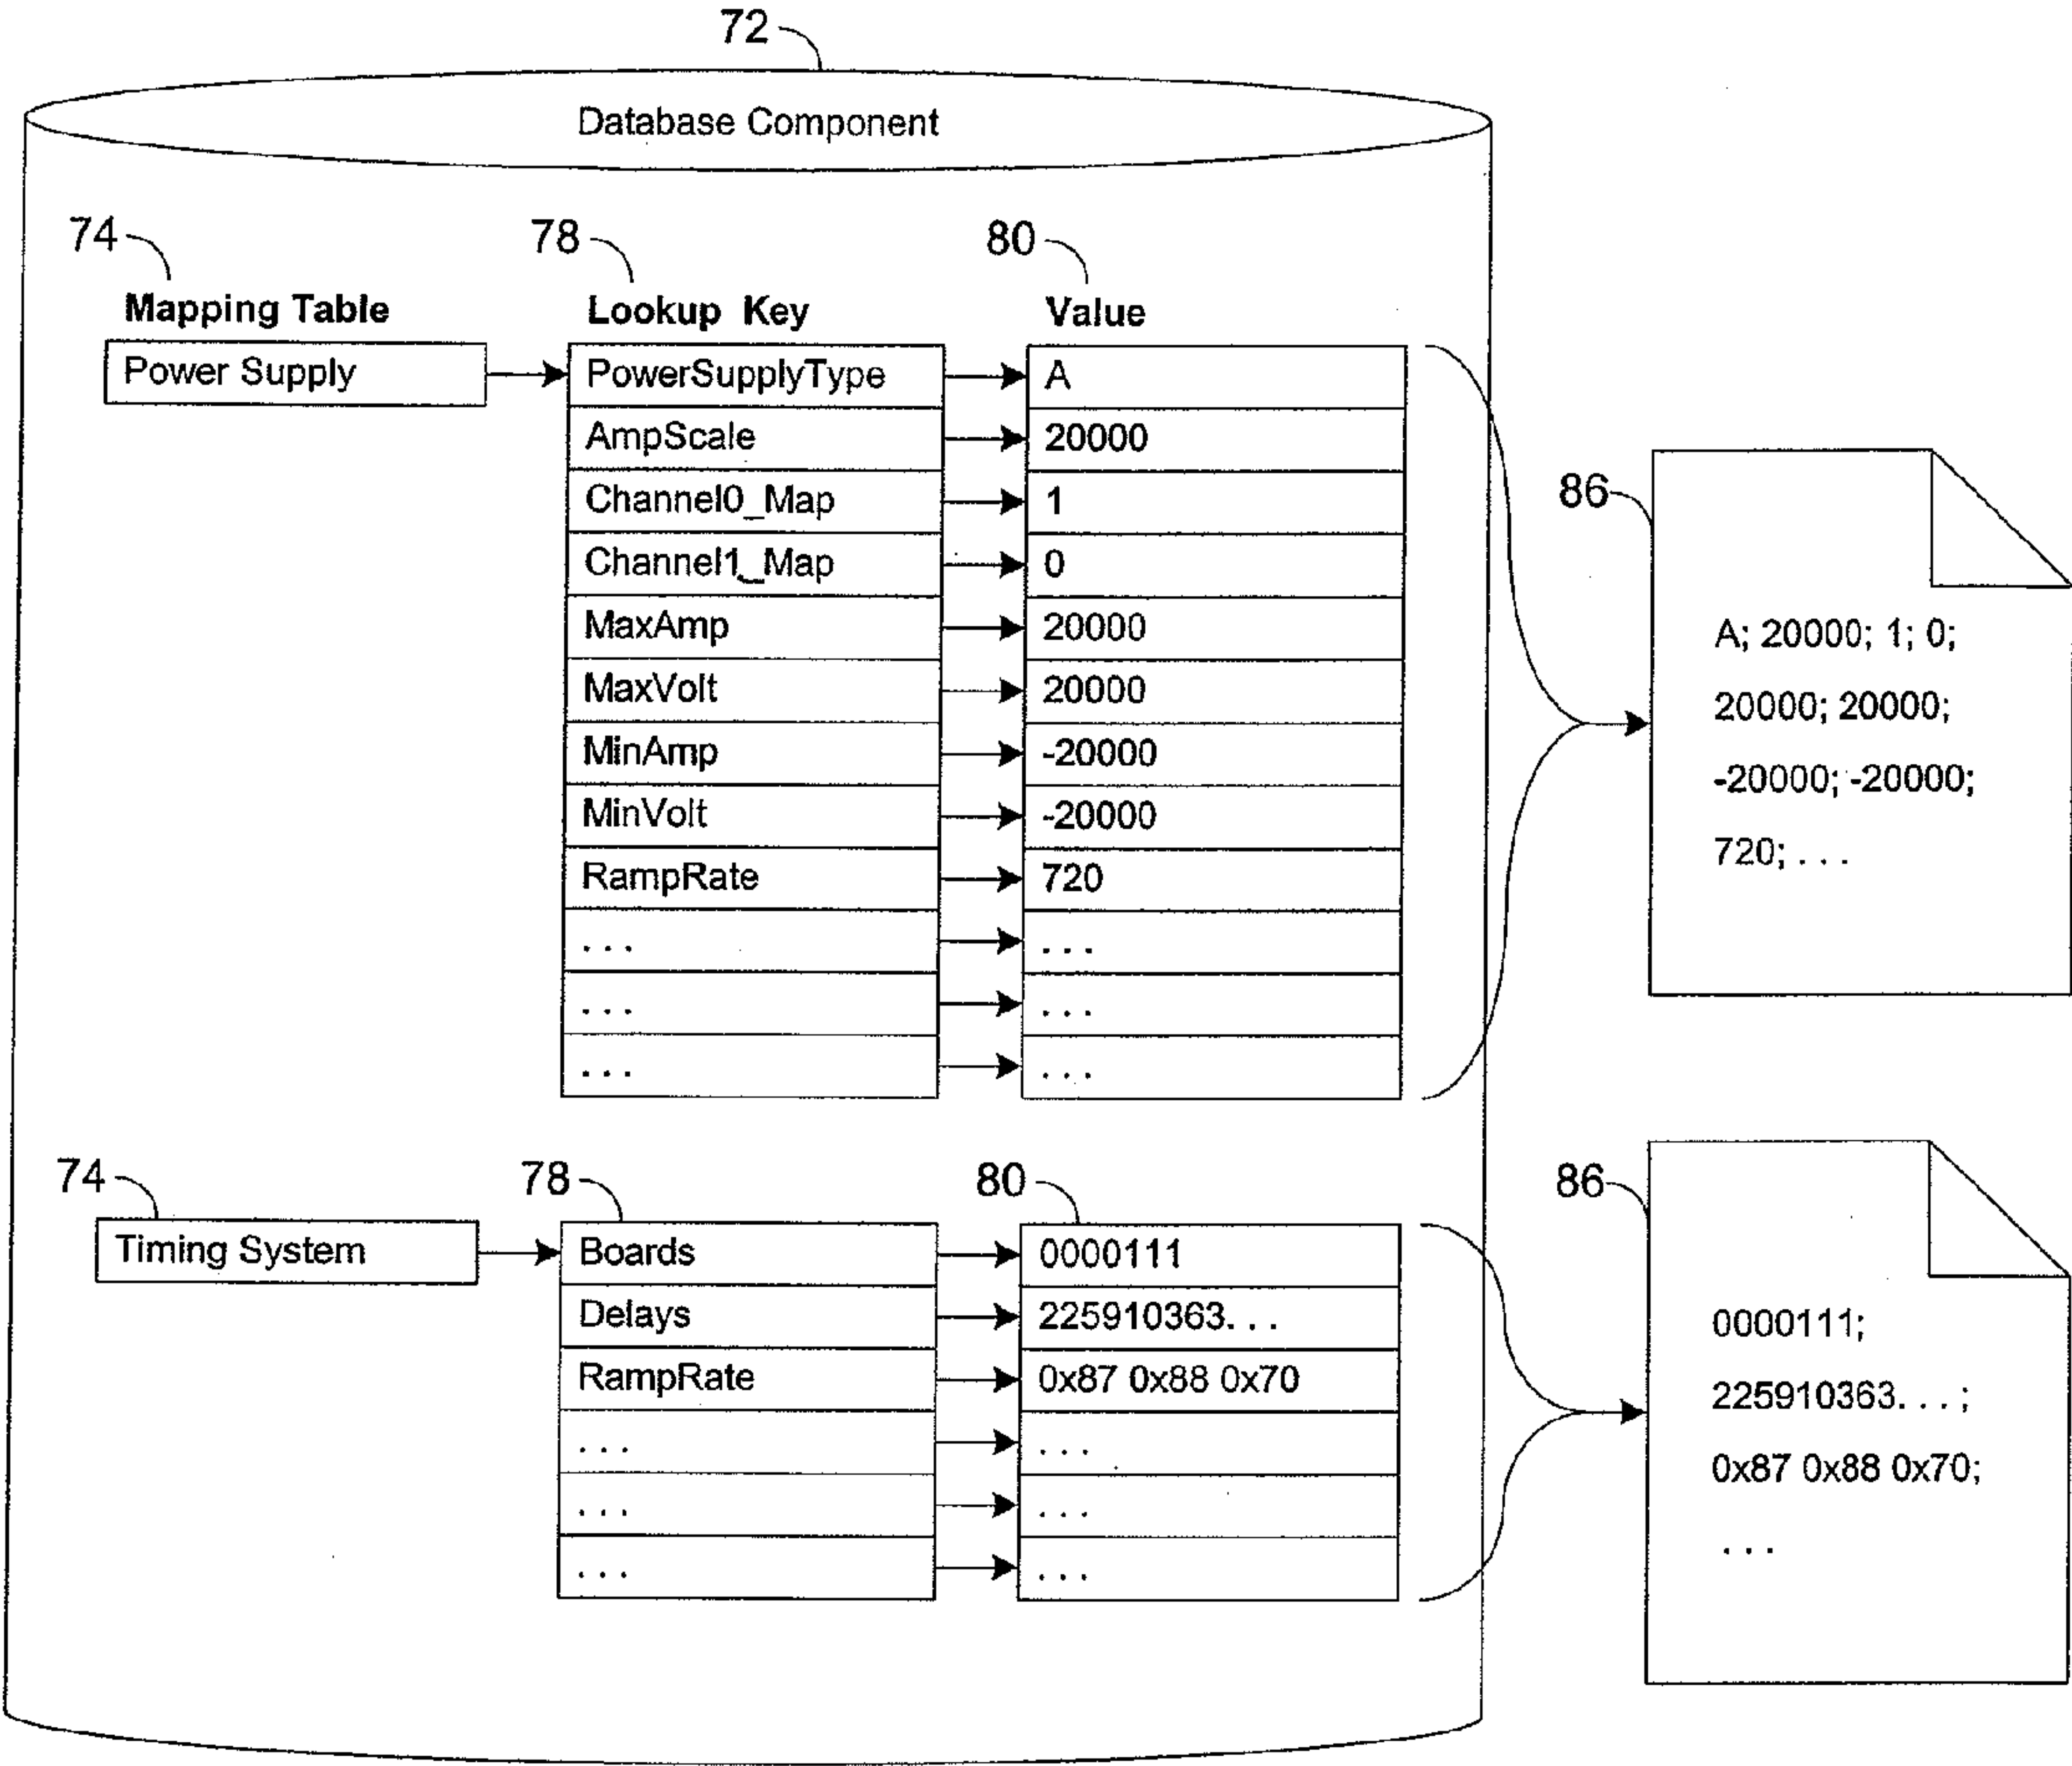 72
Database Component
74 78 80
Mapping Table Lookup Key Value
Power Supply PowerSupplyType A
AmpScale 20000
Channel0_Map 1
Channel1_Map 0
MaxAmp 20000
MaxVolt 20000
MinAmp -20000
MinVolt -20000
RampRate 720
. . . . . .
. . . . . .
. . . . . .
86
A; 20000; 1; 0;
20000; 20000;
-20000; -20000;
720; . . .
74 78 80
Timing System Boards 0000111
Delays 225910363. . .
RampRate 0x87 0x88 0x70
. . . . . .
. . . . . .
. . . . . .
86
0000111;
225910363. . . ;
0x87 0x88 0x70;
. . .